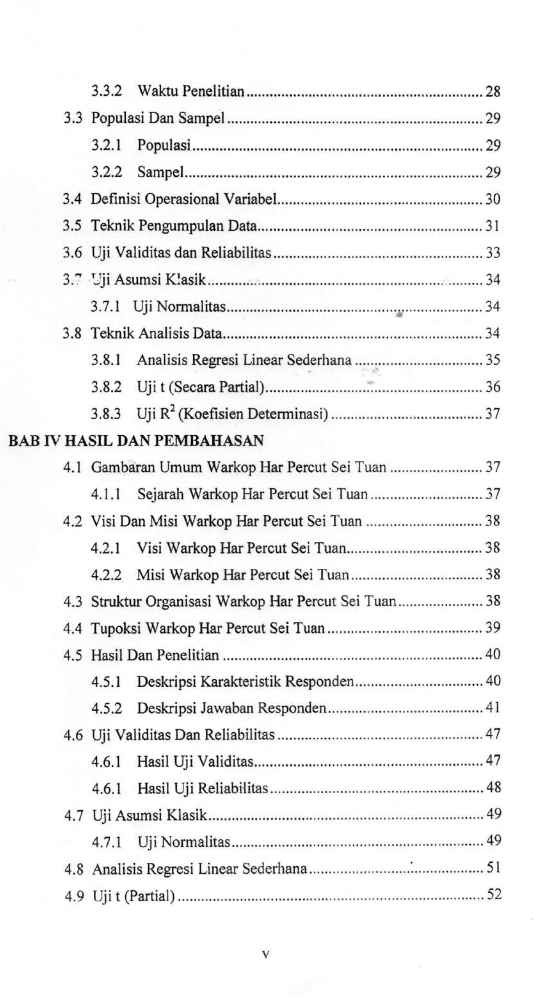 3.3.2 Waktu Penelitian ........ 28
3.3 Populasi Dan Sampel ........ 29
3.2.1 Populasi ........ 29
3.2.2 Sampel ........ 29
3.4 Definisi Operasional Variabel ........ 30
3.5 Teknik Pengumpulan Data ........ 31
3.6 Uji Validitas dan Reliabilitas ........ 33
3.7 Uji Asumsi Klasik ........ 34
3.7.1 Uji Normalitas ........ 34
3.8 Teknik Analisis Data ........ 34
3.8.1 Analisis Regresi Linear Sederhana ........ 35
3.8.2 Uji t (Secara Partial) ........ 36
3.8.3 Uji R² (Koefisien Determinasi) ........ 37
BAB IV HASIL DAN PEMBAHASAN
4.1 Gambaran Umum Warkop Har Percut Sei Tuan ........ 37
4.1.1 Sejarah Warkop Har Percut Sei Tuan ........ 37
4.2 Visi Dan Misi Warkop Har Percut Sei Tuan ........ 38
4.2.1 Visi Warkop Har Percut Sei Tuan ........ 38
4.2.2 Misi Warkop Har Percut Sei Tuan ........ 38
4.3 Struktur Organisasi Warkop Har Percut Sei Tuan ........ 38
4.4 Tupoksi Warkop Har Percut Sei Tuan ........ 39
4.5 Hasil Dan Penelitian ........ 40
4.5.1 Deskripsi Karakteristik Responden ........ 40
4.5.2 Deskripsi Jawaban Responden ........ 41
4.6 Uji Validitas Dan Reliabilitas ........ 47
4.6.1 Hasil Uji Validitas ........ 47
4.6.1 Hasil Uji Reliabilitas ........ 48
4.7 Uji Asumsi Klasik ........ 49
4.7.1 Uji Normalitas ........ 49
4.8 Analisis Regresi Linear Sederhana ........ 51
4.9 Uji t (Partial) ........ 52
v